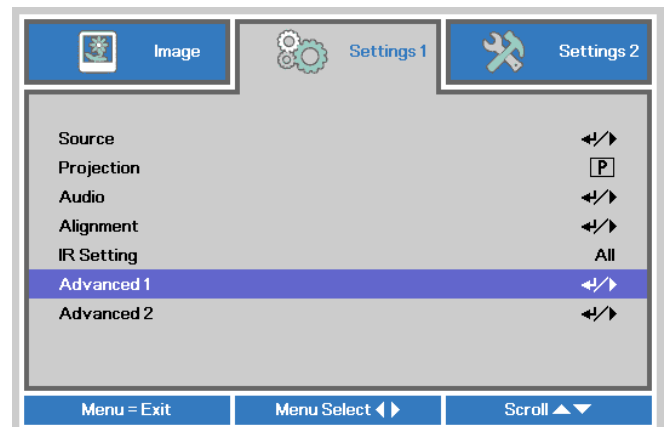 Image
Settings 1
Settings 2
Source
Projection P
Audio
Alignment
IR Setting All
Advanced 1
Advanced 2
Menu = Exit
Menu Select
Scroll